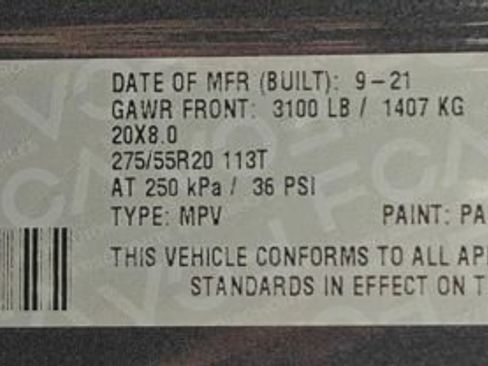 DATE OF MFR (BUILT): 9-21
GAWR FRONT: 3100 LB / 1407 KG
20X8.0
275/55R20 113T
AT 250 kPa / 36 PSI
TYPE: MPV PAINT: PA
THIS VEHICLE CONFORMS TO ALL API
STANDARDS IN EFFECT ON T